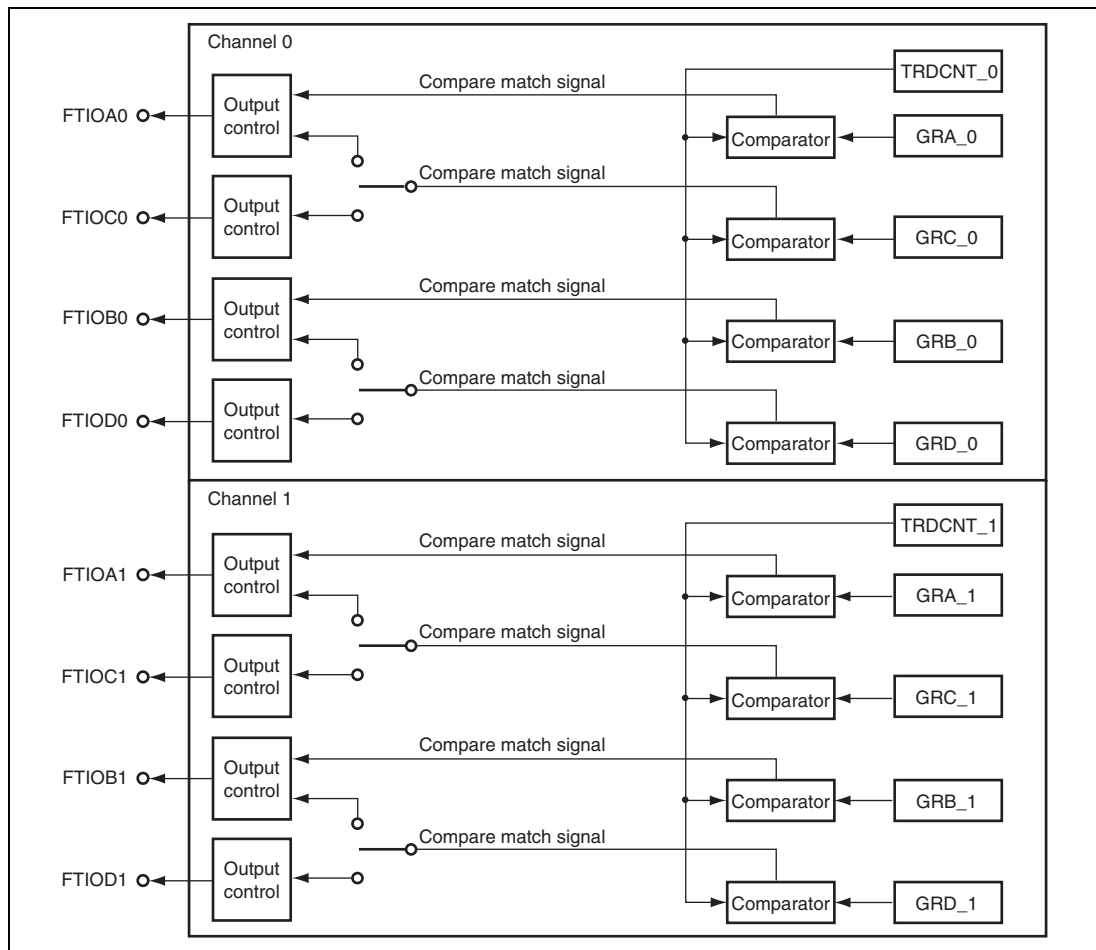 Channel 0
TRDCNT_0
Compare match signal
FTIOA0
Output
control
Comparator
GRA_0
Compare match signal
FTIOC0
Output
control
Comparator
GRC_0
Compare match signal
FTIOB0
Output
control
Comparator
GRB_0
Compare match signal
FTIOD0
Output
control
Comparator
GRD_0
Channel 1
TRDCNT_1
Compare match signal
FTIOA1
Output
control
Comparator
GRA_1
Compare match signal
FTIOC1
Output
control
Comparator
GRC_1
Compare match signal
FTIOB1
Output
control
Comparator
GRB_1
Compare match signal
FTIOD1
Output
control
Comparator
GRD_1